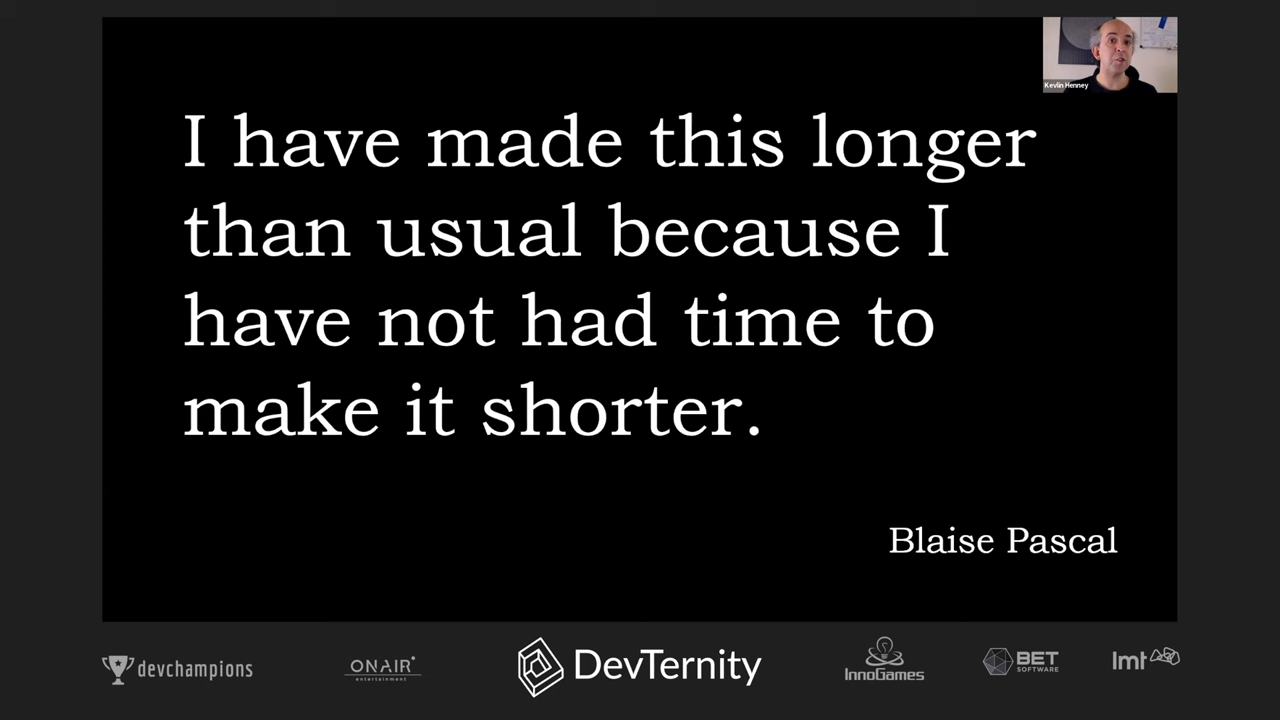 Kevlin Henney
I have made this longer
than usual because I
have not had time to
make it shorter.
Blaise Pascal
devchampions
ONAIR
entertainment
DevTernity
InnoGames
BET
SOFTWARE
lmt